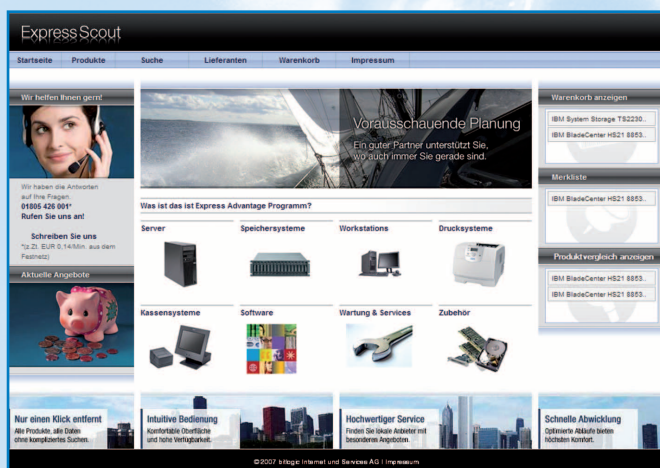 Express Scout
Startseite Produkte Suche Lieferanten Warenkorb Impressum
Wir helfen Ihnen gern!
Wir haben die Antworten
auf Ihre Fragen.
01805 426 001*
Rufen Sie uns an!
Schreiben Sie uns
*(z.Zt. EUR 0,14/Min. aus dem
Festnetz)
Aktuelle Angebote
Vorausschauende Planung
Ein guter Partner unterstützt Sie,
wo auch immer Sie gerade sind.
Was ist das ist Express Advantage Programm?
Server Speichersysteme Workstations Drucksysteme
Kassensysteme Software Wartung & Services Zubehör
Warenkorb anzeigen
IBM System Storage TS2230..
IBM BladeCenter HS21 8853..
Merkliste
IBM BladeCenter HS21 8853..
Produktvergleich anzeigen
IBM BladeCenter HS21 8853..
IBM BladeCenter HS21 8853..
Nur einen Klick entfernt
Alle Produkte, alle Daten
ohne kompliziertes Suchen.
Intuitive Bedienung
Komfortable Oberfläche
und hohe Verfügbarkeit.
Hochwertiger Service
Finden Sie lokale Anbieter mit
besonderen Angeboten.
Schnelle Abwicklung
Optimierte Abläufe bieten
höchsten Komfort.
©2007 bitlogic Internet und Services AG I Impressum